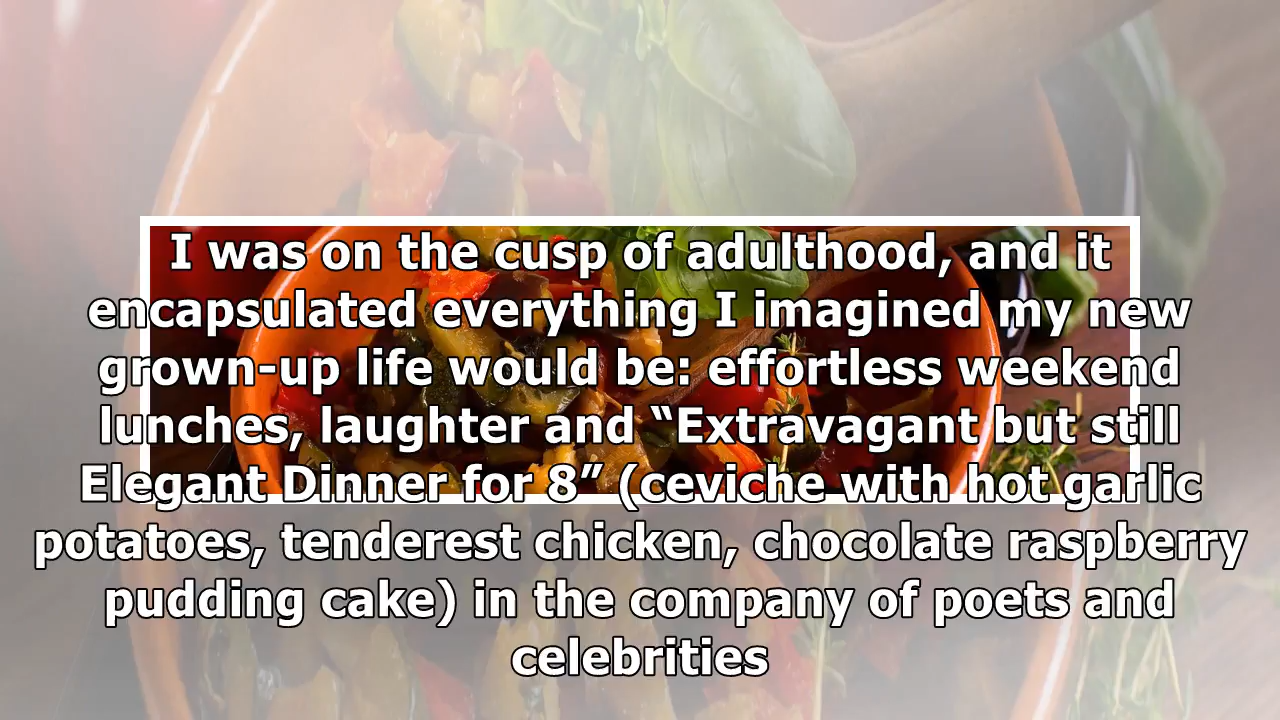 I was on the cusp of adulthood, and it
encapsulated everything I imagined my new
grown-up life would be: effortless weekend
lunches, laughter and “Extravagant but still
Elegant Dinner for 8” (ceviche with hot garlic
potatoes, tenderest chicken, chocolate raspberry
pudding cake) in the company of poets and
celebrities